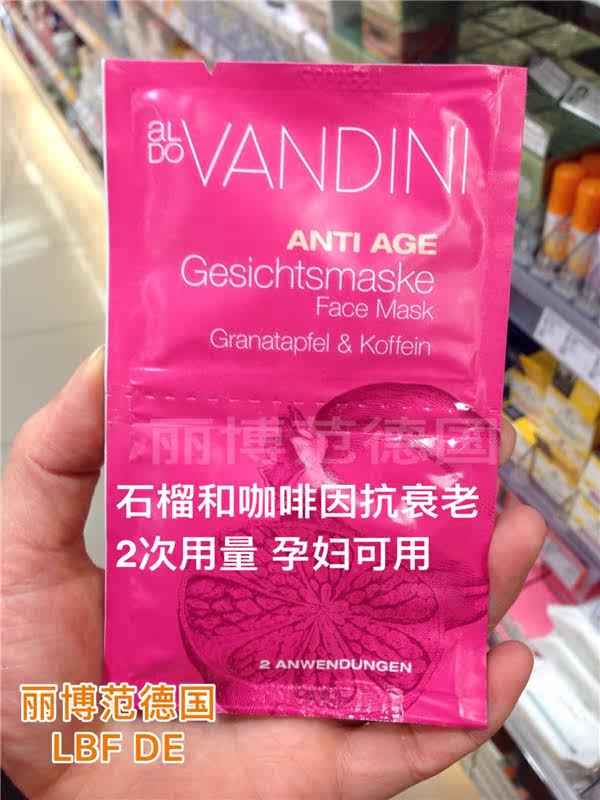 aL
DO
VANDINI
ANTI AGE
Gesichtsmaske
Face Mask
Granatapfel & Koffein
丽博范德国
石榴和咖啡因抗衰老
2次用量 孕妇可用
2 ANWENDUNGEN
丽博范德国
LBF DE